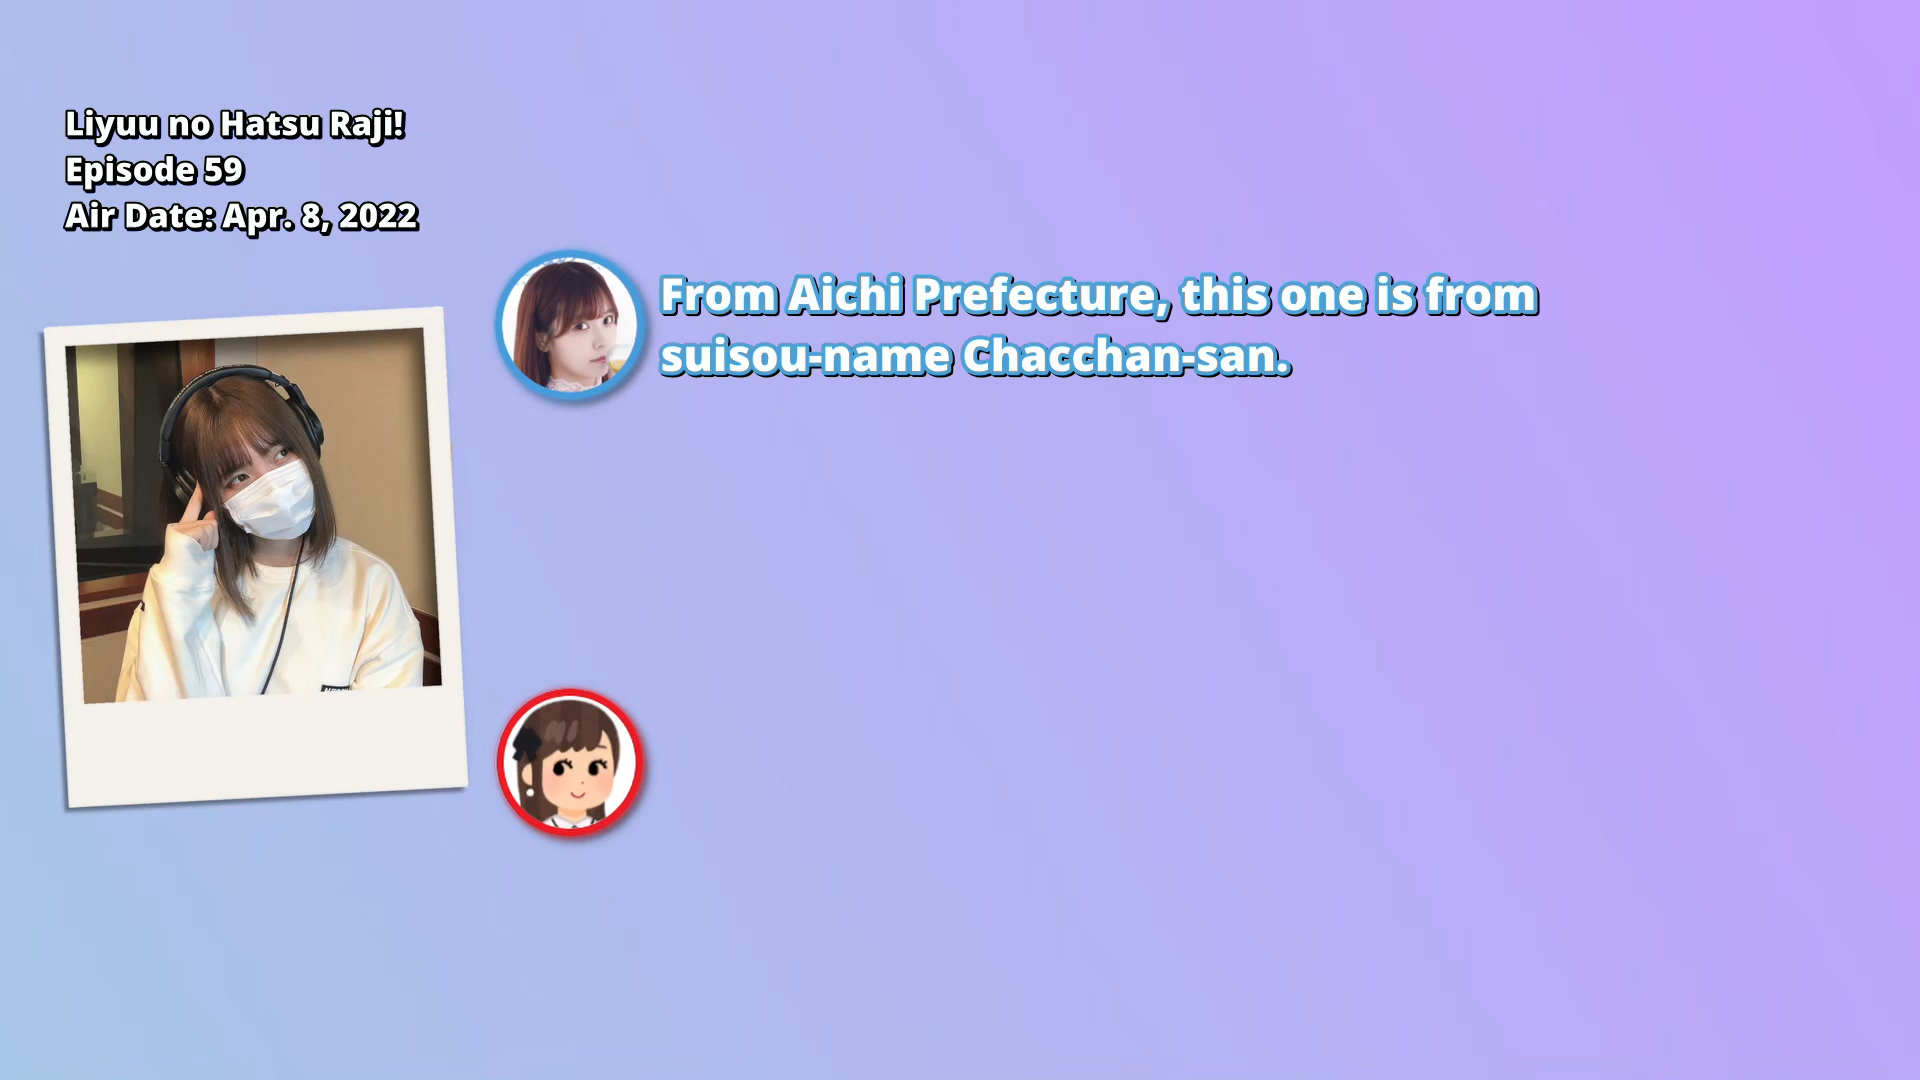 Liyuu no Hatsu Raji!
Episode 59
Air Date: Apr. 8, 2022
From Aichi Prefecture, this one is from
suisou-name Chacchan-san.